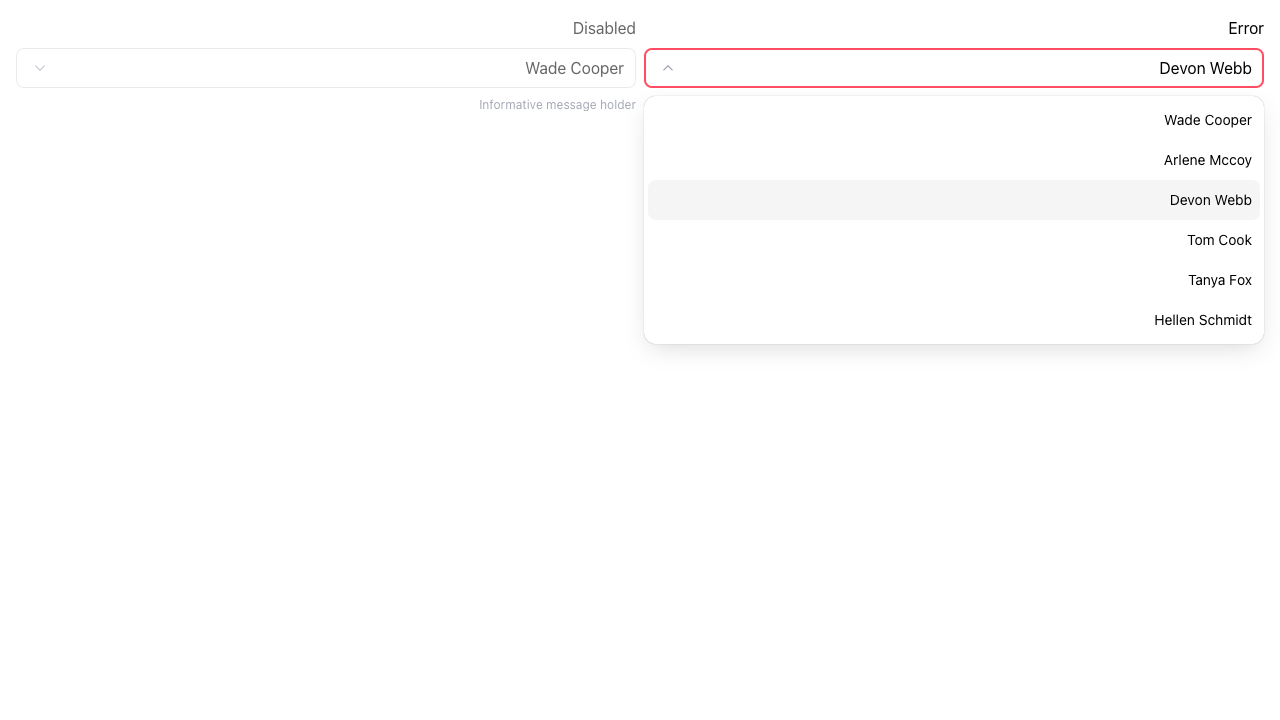 Error
Devon Webb
Wade Cooper
Arlene Mccoy
Devon Webb
Tom Cook
Tanya Fox
Hellen Schmidt
Disabled
Wade Cooper
Informative message holder